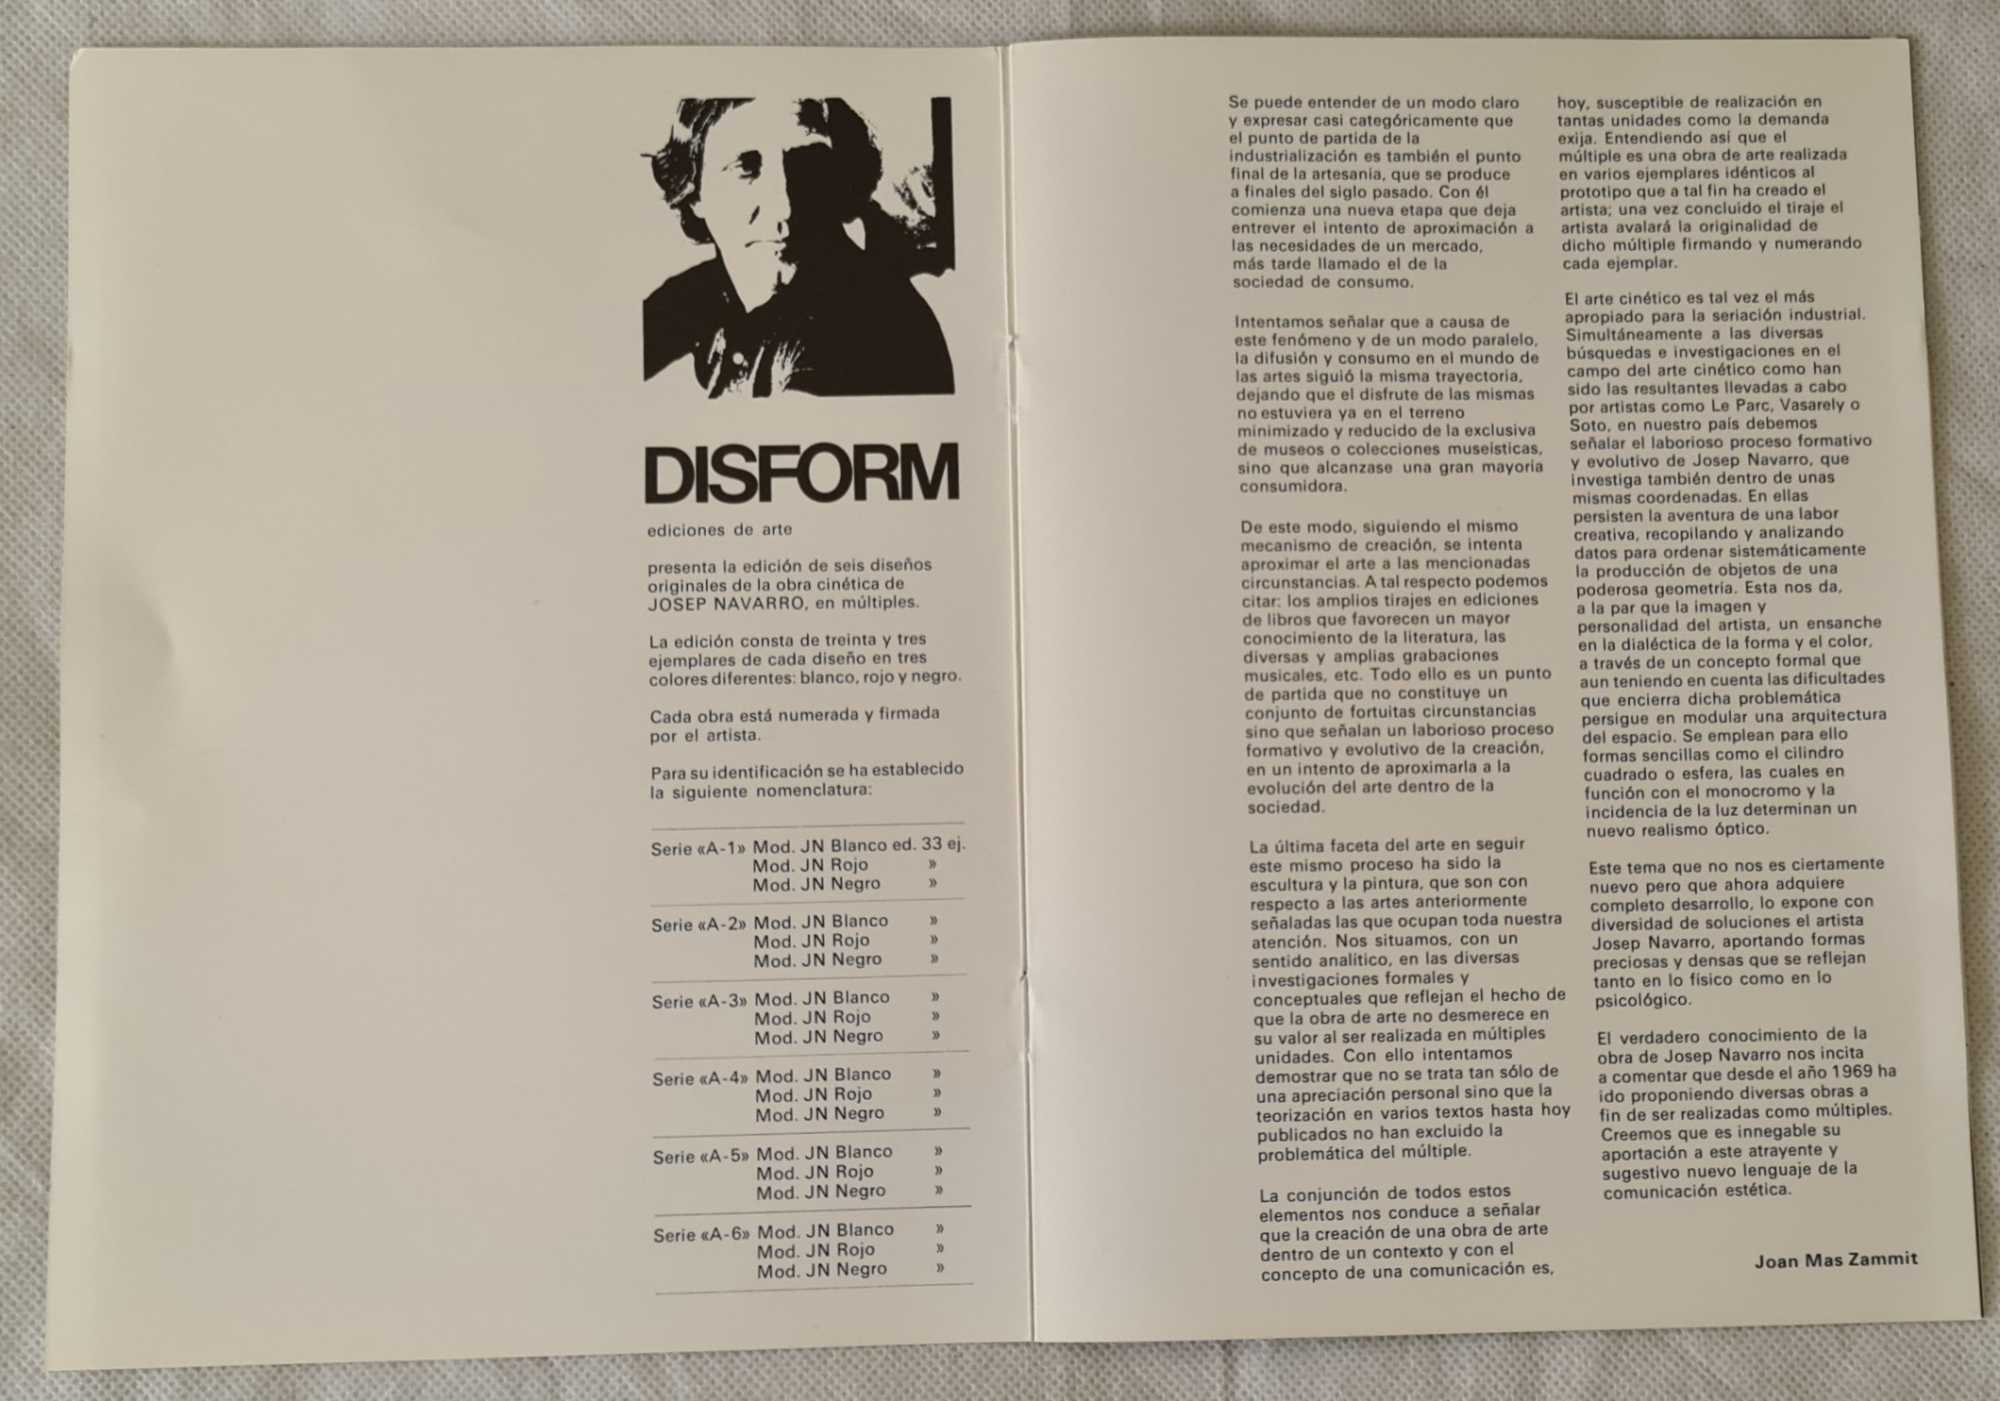 DISFORM
ediciones de arte
presenta la edición de seis diseños
originales de la obra cinética de
JOSEP NAVARRO, en múltiples.
La edición consta de treinta y tres
ejemplares de cada diseño en tres
colores diferentes: blanco, rojo y negro.
Cada obra está numerada y firmada
por el artista.
Para su identificación se ha establecido
la siguiente nomenclatura:
Serie «A-1» Mod. JN Blanco ed. 33 ej.
Mod. JN Rojo »
Mod. JN Negro »
Serie «A-2» Mod. JN Blanco »
Mod. JN Rojo »
Mod. JN Negro »
Serie «A-3» Mod. JN Blanco »
Mod. JN Rojo »
Mod. JN Negro »
Serie «A-4» Mod. JN Blanco »
Mod. JN Rojo »
Mod. JN Negro »
Serie «A-5» Mod. JN Blanco »
Mod. JN Rojo »
Mod. JN Negro »
Serie «A-6» Mod. JN Blanco »
Mod. JN Rojo »
Mod. JN Negro »
Se puede entender de un modo claro
y expresar casi categóricamente que
el punto de partida de la
industrialización es también el punto
final de la artesanía, que se produce
a finales del siglo pasado. Con él
comienza una nueva etapa que deja
entrever el intento de aproximación a
las necesidades de un mercado,
más tarde llamado el de la
sociedad de consumo.
Intentamos señalar que a causa de
este fenómeno y de un modo paralelo,
la difusión y consumo en el mundo de
las artes siguió la misma trayectoria,
dejando que el disfrute de las mismas
no estuviera ya en el terreno
minimizado y reducido de la exclusiva
de museos o colecciones museísticas,
sino que alcanzase una gran mayoría
consumidora.
De este modo, siguiendo el mismo
mecanismo de creación, se intenta
aproximar el arte a las mencionadas
circunstancias. A tal respecto podemos
citar: los amplios tirajes en ediciones
de libros que favorecen un mayor
conocimiento de la literatura, las
diversas y amplias grabaciones
musicales, etc. Todo ello es un punto
de partida que no constituye un
conjunto de fortuitas circunstancias
sino que señalan un laborioso proceso
formativo y evolutivo de la creación,
en un intento de aproximarla a la
evolución del arte dentro de la
sociedad.
La última faceta del arte en seguir
este mismo proceso ha sido la
escultura y la pintura, que son con
respecto a las artes anteriormente
señaladas las que ocupan toda nuestra
atención. Nos situamos, con un
sentido analítico, en las diversas
investigaciones formales y
conceptuales que reflejan el hecho de
que la obra de arte no desmerece en
su valor al ser realizada en múltiples
unidades. Con ello intentamos
demostrar que no se trata tan sólo de
una apreciación personal sino que la
teorización en varios textos hasta hoy
publicados no han excluido la
problemática del múltiple.
La conjunción de todos estos
elementos nos conduce a señalar
que la creación de una obra de arte
dentro de un contexto y con el
concepto de una comunicación es,
hoy, susceptible de realización en
tantas unidades como la demanda
exija. Entendiendo así que el
múltiple es una obra de arte realizada
en varios ejemplares idénticos al
prototipo que a tal fin ha creado el
artista; una vez concluido el tiraje el
artista avalará la originalidad de
dicho múltiple firmando y numerando
cada ejemplar.
El arte cinético es tal vez el más
apropiado para la seriación industrial.
Simultáneamente a las diversas
búsquedas e investigaciones en el
campo del arte cinético como han
sido las resultantes llevadas a cabo
por artistas como Le Parc, Vasarely o
Soto, en nuestro país debemos
señalar el laborioso proceso formativo
y evolutivo de Josep Navarro, que
investiga también dentro de unas
mismas coordenadas. En ellas
persisten la aventura de una labor
creativa, recopilando y analizando
datos para ordenar sistemáticamente
la producción de objetos de una
poderosa geometría. Esta nos da,
a la par que la imagen y
personalidad del artista, un ensanche
en la dialéctica de la forma y el color,
a través de un concepto formal que
aun teniendo en cuenta las dificultades
que encierra dicha problemática
persigue en modular una arquitectura
del espacio. Se emplean para ello
formas sencillas como el cilindro
cuadrado o esfera, las cuales en
función con el monocromo y la
incidencia de la luz determinan un
nuevo realismo óptico.
Este tema que no nos es ciertamente
nuevo pero que ahora adquiere
completo desarrollo, lo expone con
diversidad de soluciones el artista
Josep Navarro, aportando formas
preciosas y densas que se reflejan
tanto en lo físico como en lo
psicológico.
El verdadero conocimiento de la
obra de Josep Navarro nos incita
a comentar que desde el año 1969 ha
ido proponiendo diversas obras a
fin de ser realizadas como múltiples.
Creemos que es innegable su
aportación a este atrayente y
sugestivo nuevo lenguaje de la
comunicación estética.
Joan Mas Zammit